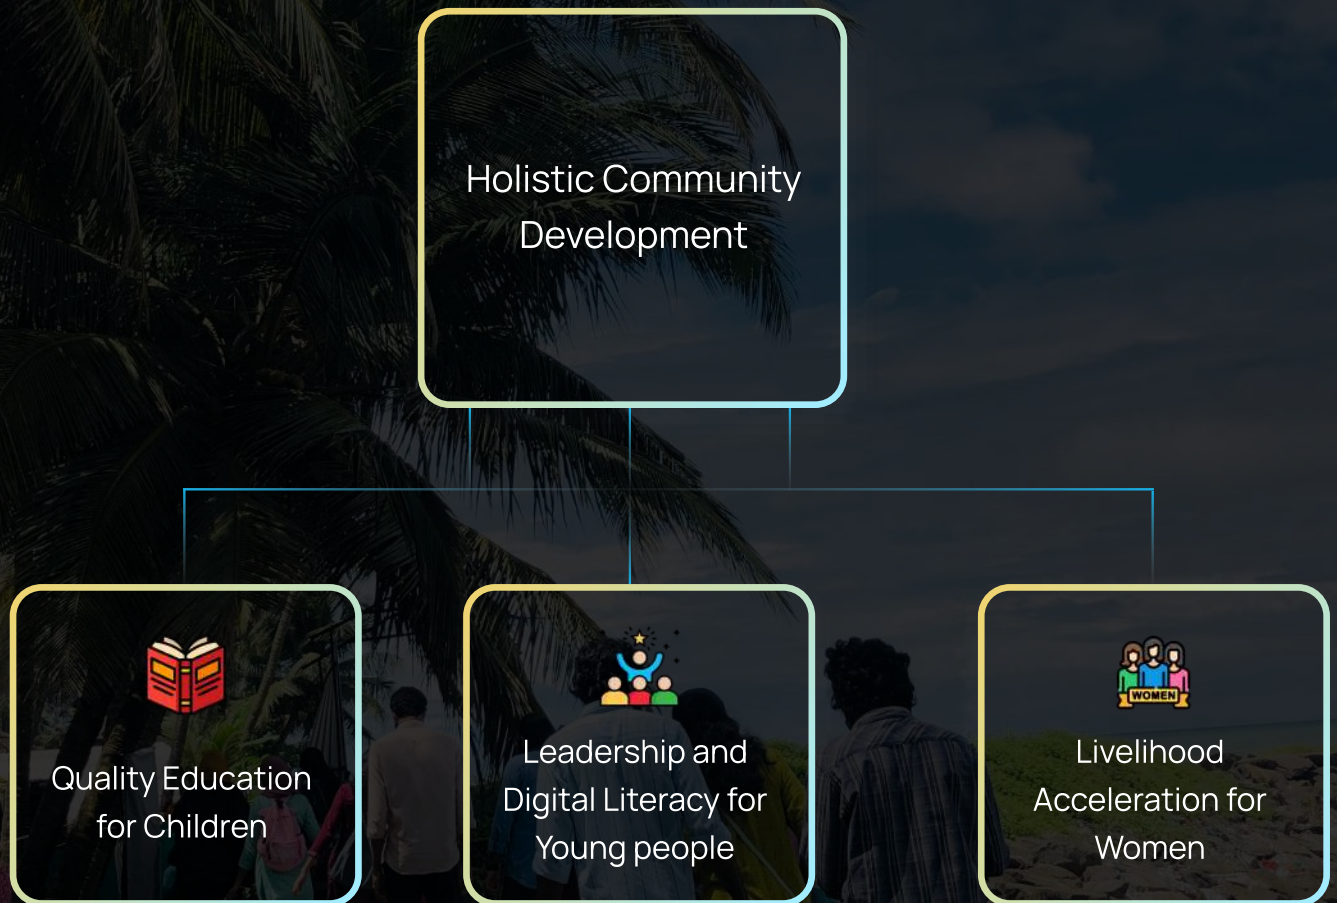 Holistic Community
Development
Quality Education
for Children
Leadership and
Digital Literacy for
Young people
WOMEN
Livelihood
Acceleration for
Women